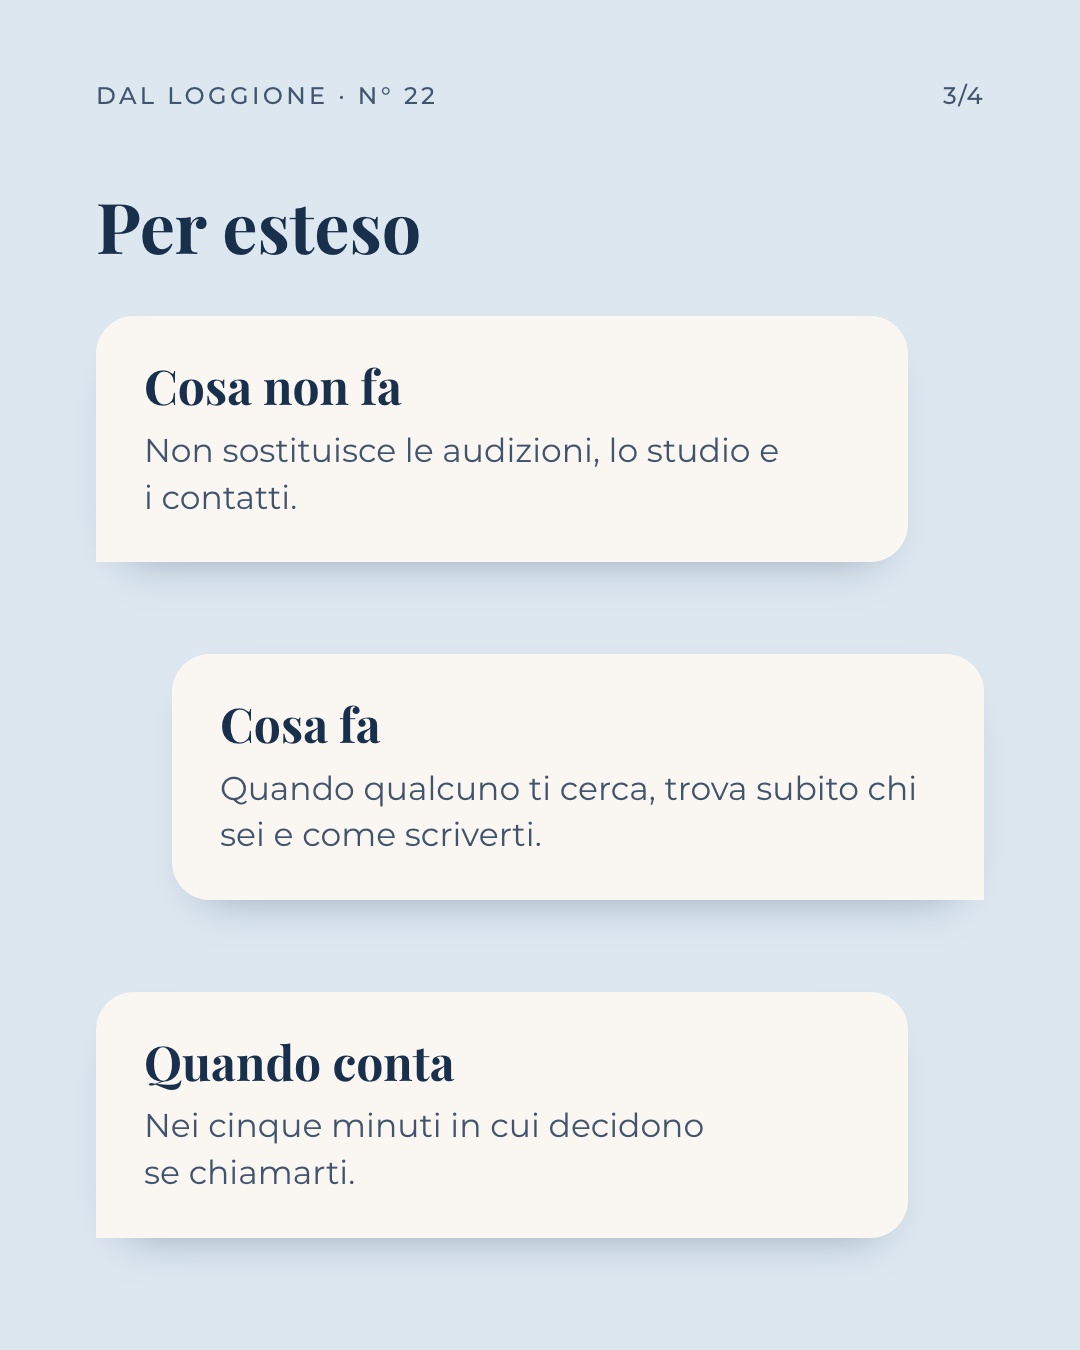 DAL LOGGIONE · N° 22
3/4
Per esteso
Cosa non fa
Non sostituisce le audizioni, lo studio e
i contatti.
Cosa fa
Quando qualcuno ti cerca, trova subito chi
sei e come scriverti.
Quando conta
Nei cinque minuti in cui decidono
se chiamarti.